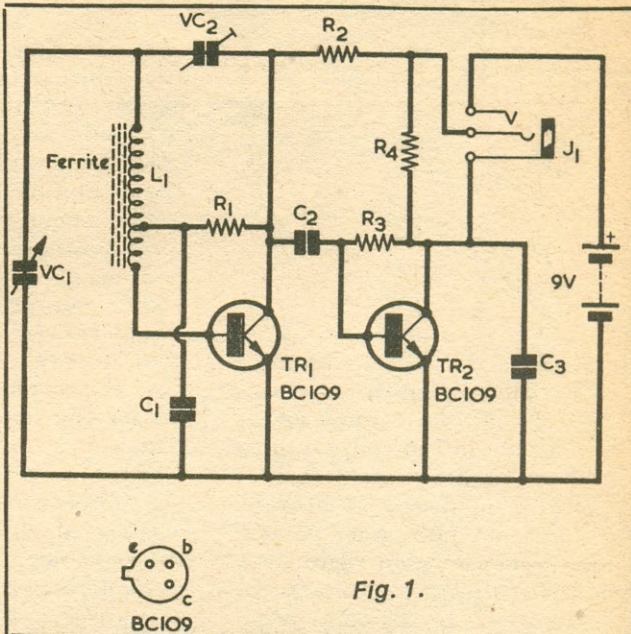 VC2
R2
Ferrite
L1
R4
J1
R1
C2
R3
+
VC1
9V
TR1
BC109
TR2
BC109
C3
C1
e
b
c
BC109
Fig. 1.